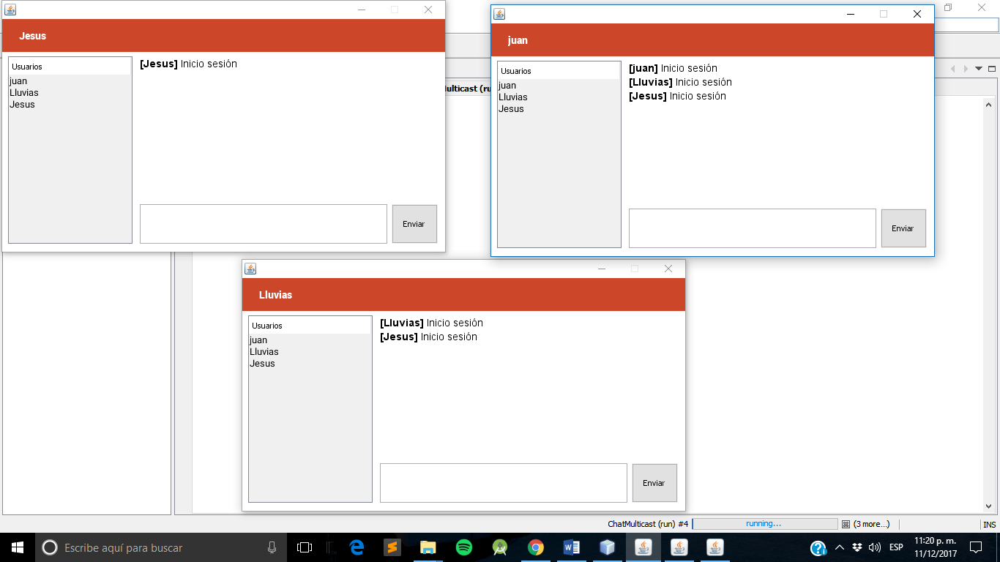 Jesus
Usuarios
juan
Lluvias
Jesus
[Jesus] Inicio sesión
Enviar
juan
Usuarios
juan
Lluvias
Jesus
[juan] Inicio sesión
[Lluvias] Inicio sesión
[Jesus] Inicio sesión
Enviar
Lluvias
Usuarios
juan
Lluvias
Jesus
[Lluvias] Inicio sesión
[Jesus] Inicio sesión
Enviar
ChatMulticast (run) #4
running...
(3 more...)
INS
Escribe aquí para buscar
ESP
11:20 p. m.
11/12/2017